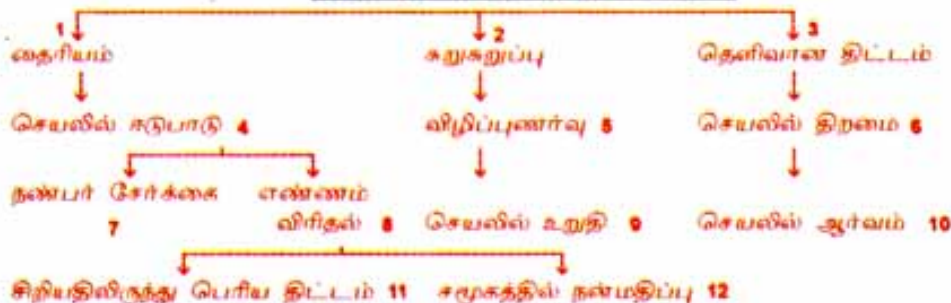 1 2 3
தைரியம் சுறுசுறுப்பு தெளிவான திட்டம்
செயலில் ஈடுபாடு 4 விழிப்புணர்வு 5 செயலில் திறமை 6
நண்பர் சேர்க்கை எண்ணம்
7 விரிதல் 8 செயலில் உறுதி 9 செயலில் ஆர்வம் 10
சிறியதிலிருந்து பெரிய திட்டம் 11 சமூகத்தில் நன்மதிப்பு 12